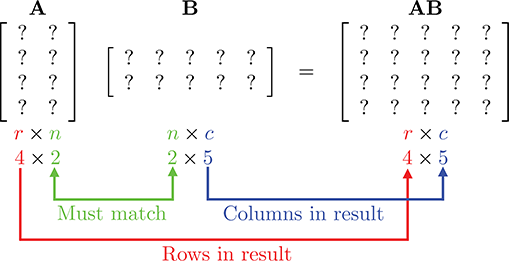 A B AB
? ? ? ? ? ? ? ? ? ? ? ?
? ? ? ? ? ? ? = ? ? ? ? ?
? ? ? ? ? ? ?
? ? ? ? ? ? ?
r × n n × c r × c
4 × 2 2 × 5 4 × 5
Must match Columns in result
Rows in result